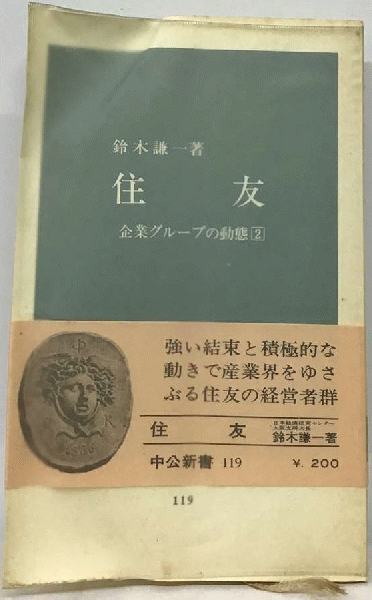 鈴木謙一著
住友
企業グループの動態2
強い結束と積極的な
動きで産業界をゆさ
ぶる住友の経営者群
住友
鈴木謙一著
中公新書 119
¥. 200
119